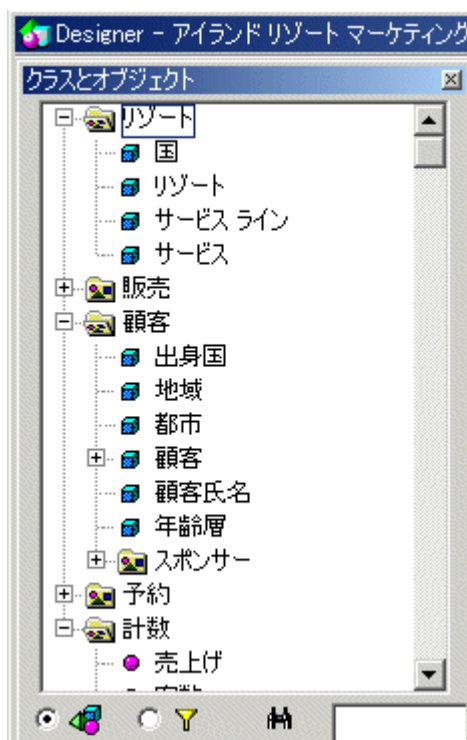 Designer - アイランド リゾート マーケティング
クラスとオブジェクト
リゾート
国
リゾート
サービス ライン
サービス
販売
顧客
出身国
地域
都市
顧客
顧客氏名
年齢層
スポンサー
予約
計数
売上げ